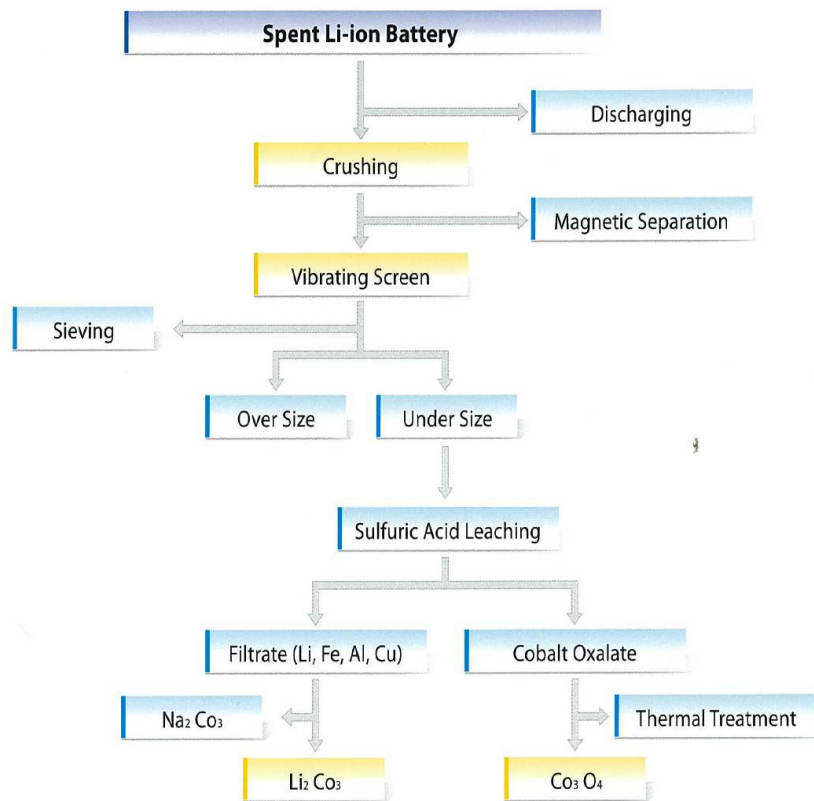 Spent Li-ion Battery
Discharging
Crushing
Magnetic Separation
Vibrating Screen
Sieving
Over Size
Under Size
Sulfuric Acid Leaching
Filtrate (Li, Fe, Al, Cu)
Cobalt Oxalate
Na₂ Co₃
Thermal Treatment
Li₂ Co₃
Co₃ O₄